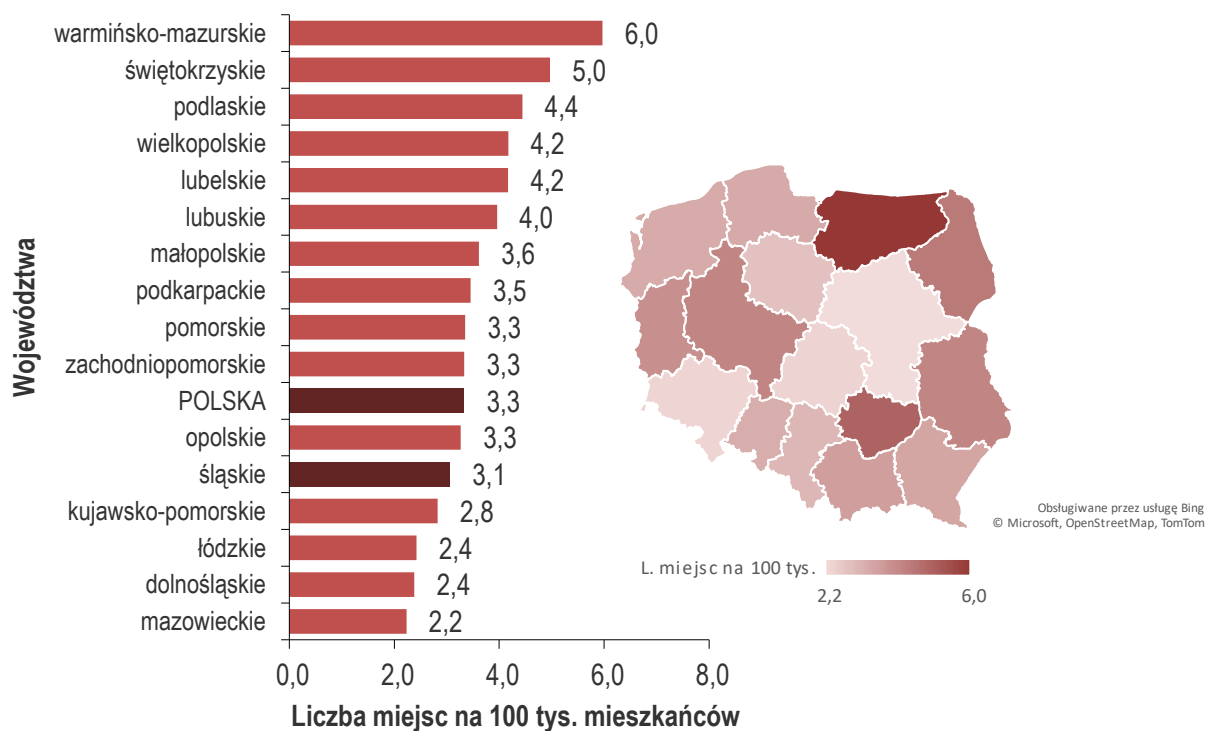 Województwa
warmińsko-mazurskie 6,0
świętokrzyskie 5,0
podlaskie 4,4
wielkopolskie 4,2
lubelskie 4,2
lubuskie 4,0
małopolskie 3,6
podkarpackie 3,5
pomorskie 3,3
zachodniopomorskie 3,3
POLSKA 3,3
opolskie 3,3
śląskie 3,1
kujawsko-pomorskie 2,8
łódzkie 2,4
dolnośląskie 2,4
mazowieckie 2,2
0,0 2,0 4,0 6,0 8,0
Liczba miejsc na 100 tys. mieszkańców
Obsługiwane przez usługę Bing
© Microsoft, OpenStreetMap, TomTom
L. miejsc na 100 tys.
2,2 6,0